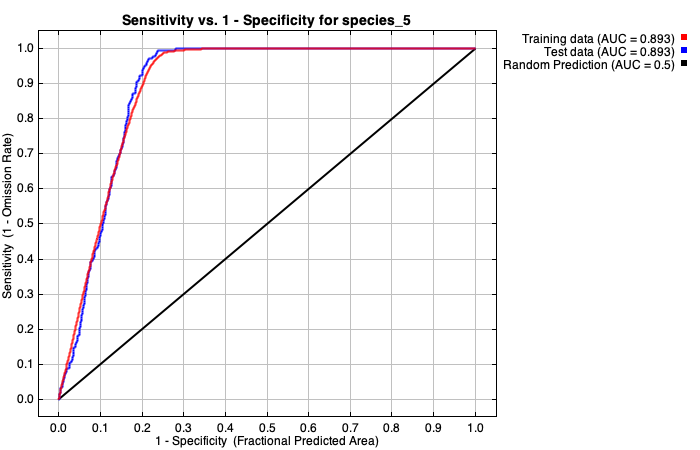 Sensitivity vs. 1 - Specificity for species_5
Training data (AUC = 0.893)
Test data (AUC = 0.893)
Random Prediction (AUC = 0.5)
Sensitivity (1 - Omission Rate)
1.0
0.9
0.8
0.7
0.6
0.5
0.4
0.3
0.2
0.1
0.0
0.0 0.1 0.2 0.3 0.4 0.5 0.6 0.7 0.8 0.9 1.0
1 - Specificity (Fractional Predicted Area)